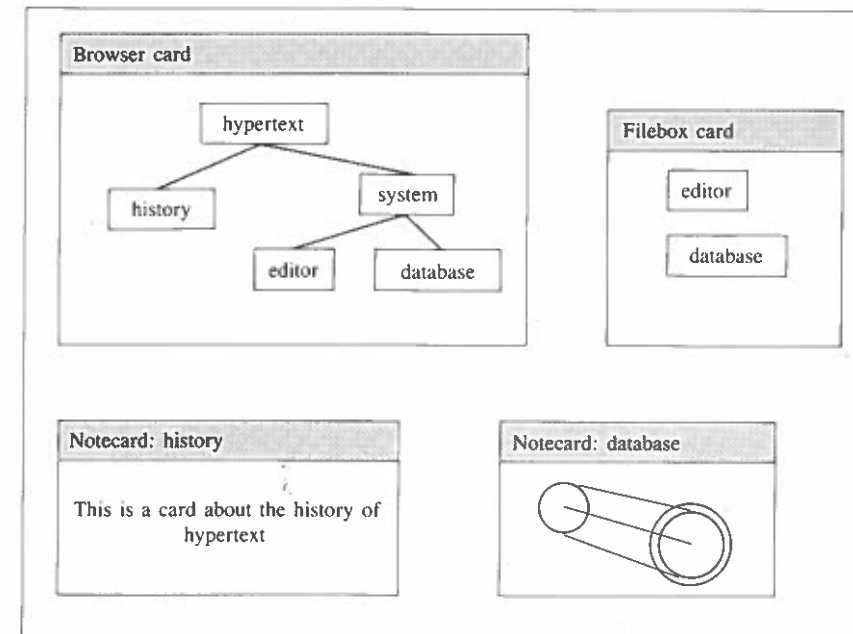 Browser card
hypertext
history
system
editor
database
Filebox card
editor
database
Notecard: history
This is a card about the history of
hypertext
Notecard: database